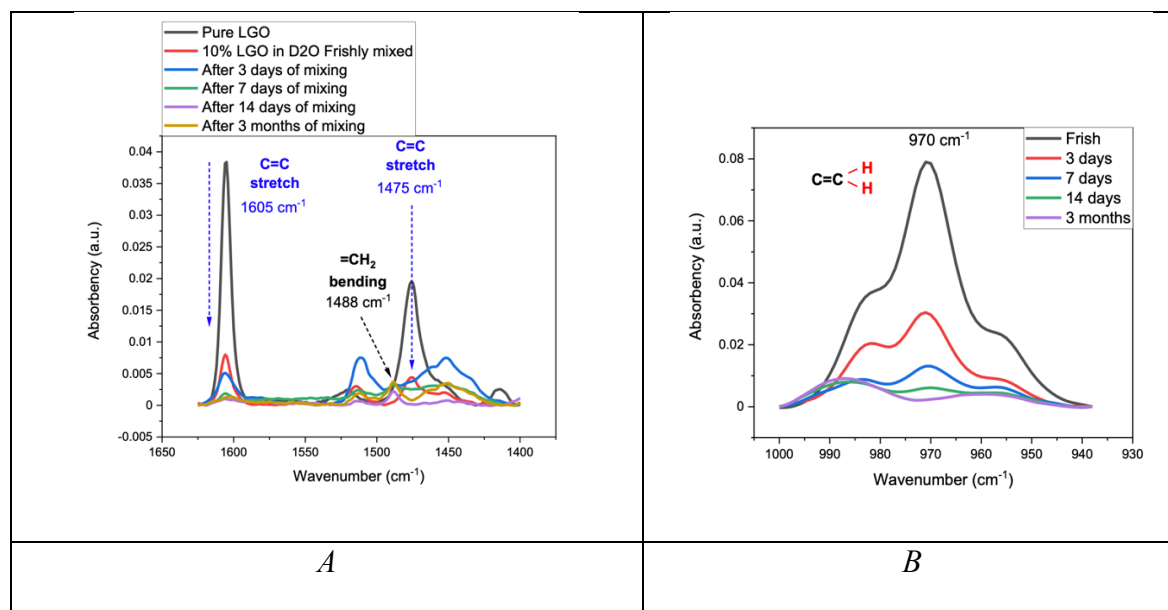 Pure LGO
10% LGO in D2O Frishly mixed
After 3 days of mixing
After 7 days of mixing
After 14 days of mixing
After 3 months of mixing
0.04
0.035
0.03
0.025
0.02
0.015
0.01
0.005
0
-0.005
Absorbency (a.u.)
C=C
stretch
1605 cm⁻¹
C=C
stretch
1475 cm⁻¹
=CH₂
bending
1488 cm⁻¹
1650 1600 1550 1500 1450 1400
Wavenumber (cm⁻¹)
970 cm⁻¹
Frish
3 days
7 days
14 days
3 months
H
C=C
H
0.08
0.06
0.04
0.02
0
Absorbency (a.u.)
1000 990 980 970 960 950 940 930
Wavenumber (cm⁻¹)
A
B